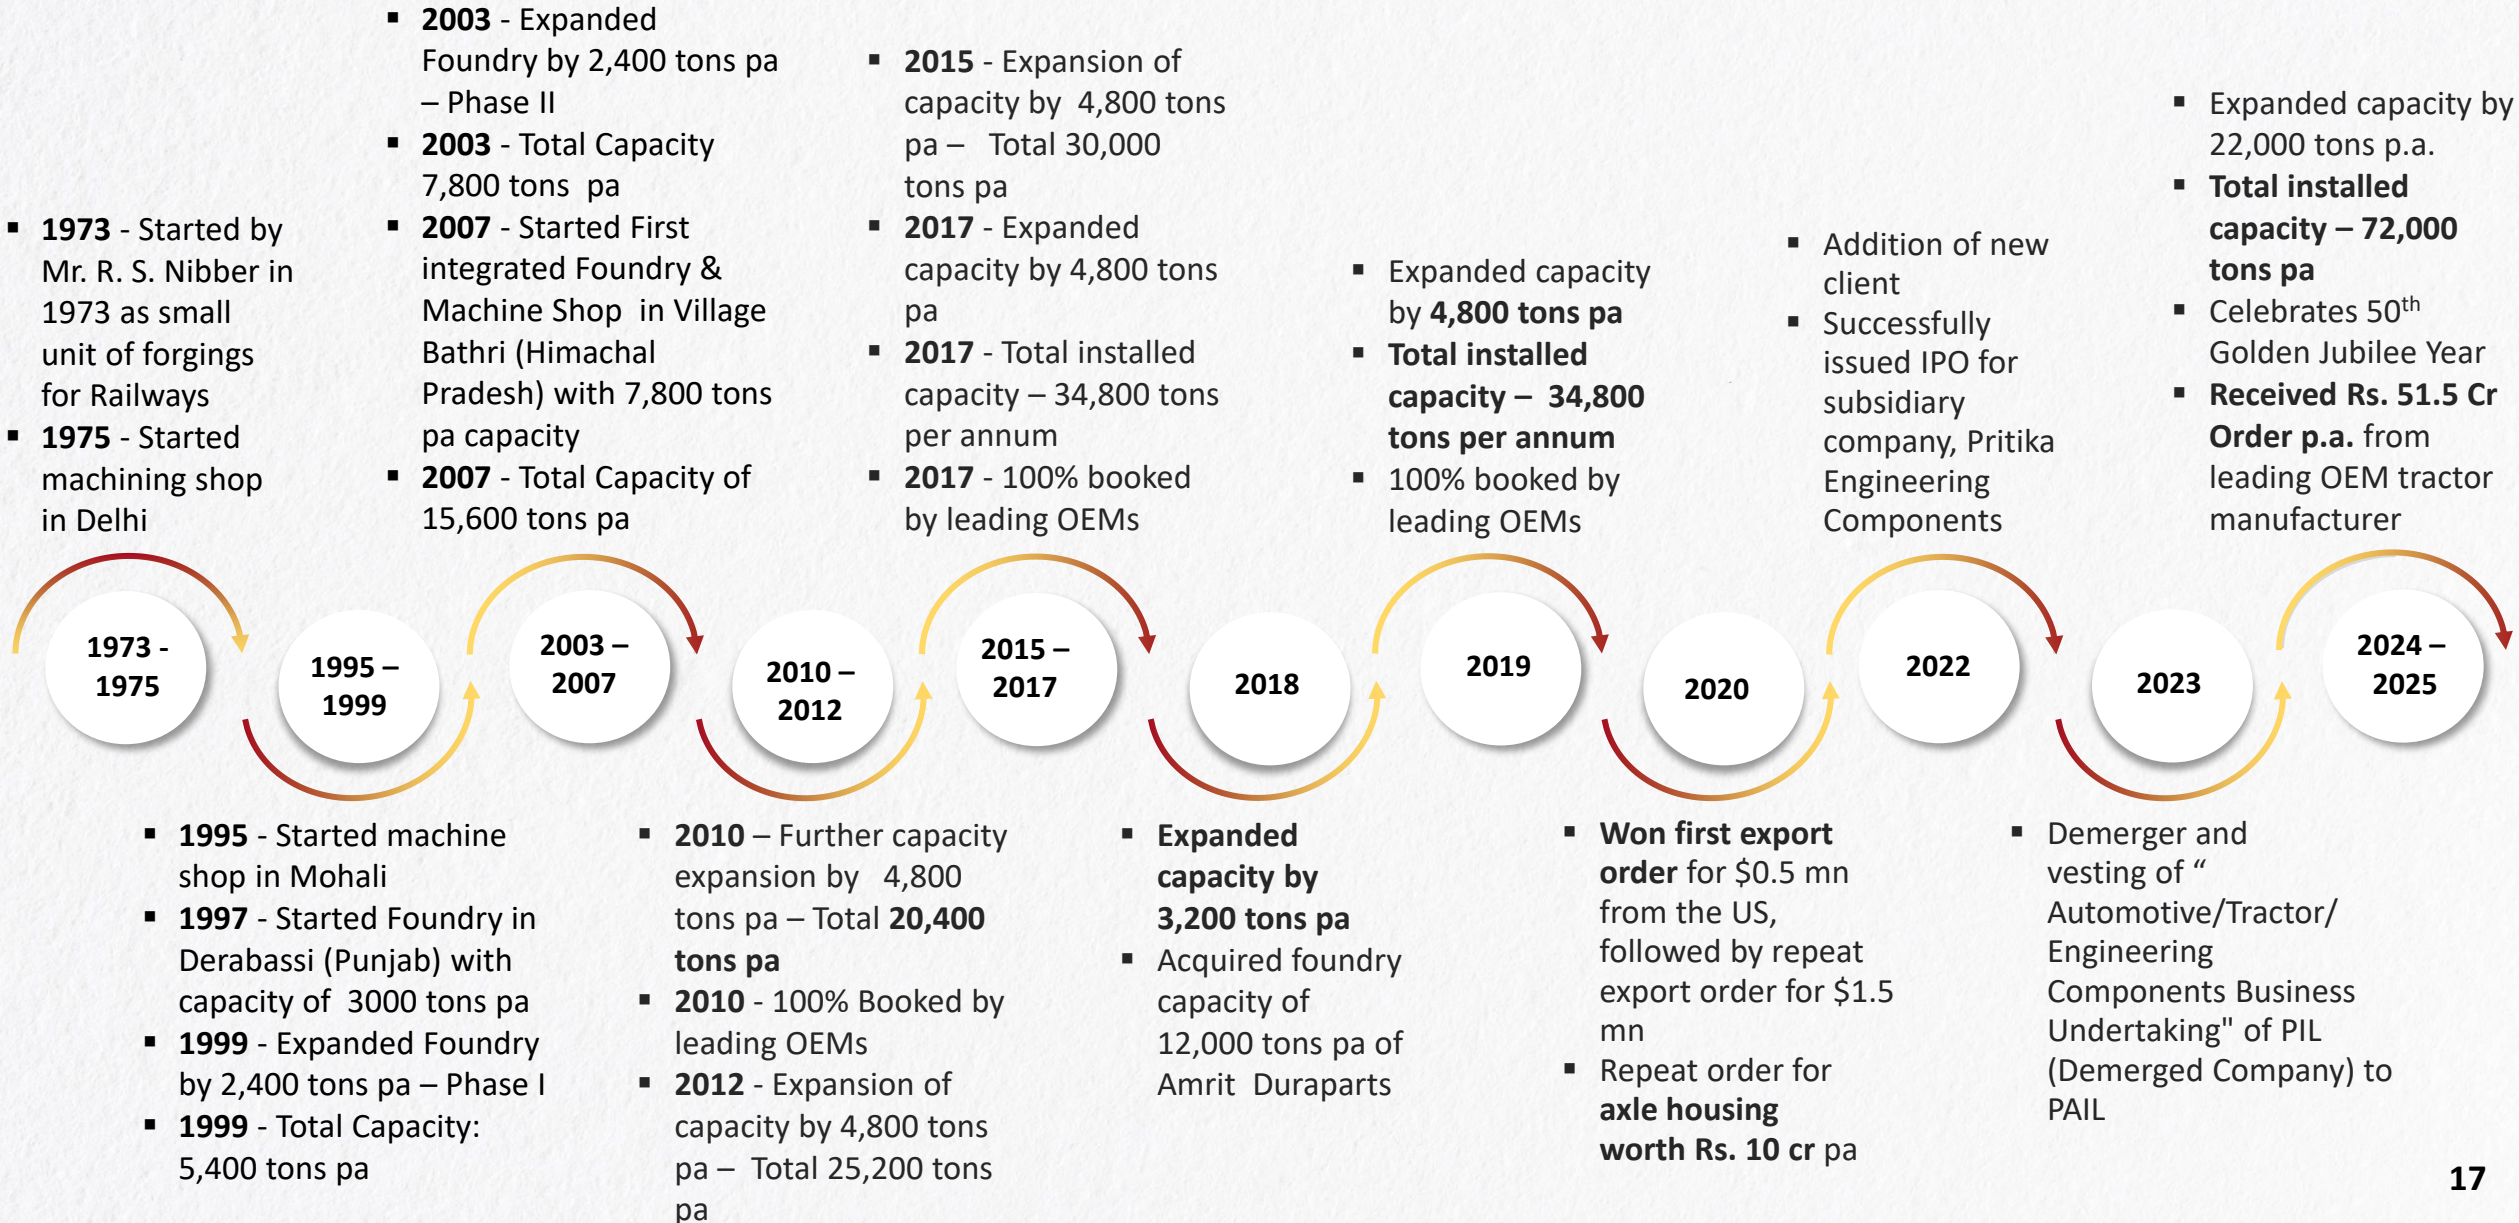 ▪ 1973 - Started by
Mr. R. S. Nibber in
1973 as small
unit of forgings
for Railways
▪ 1975 - Started
machining shop
in Delhi
1973 -
1975
▪ 1995 - Started machine
shop in Mohali
▪ 1997 - Started Foundry in
Derabassi (Punjab) with
capacity of 3000 tons pa
▪ 1999 - Expanded Foundry
by 2,400 tons pa – Phase I
▪ 1999 - Total Capacity:
5,400 tons pa
1995 –
1999
▪ 2003 - Expanded
Foundry by 2,400 tons pa
– Phase II
▪ 2003 - Total Capacity
7,800 tons pa
▪ 2007 - Started First
integrated Foundry &
Machine Shop in Village
Bathri (Himachal
Pradesh) with 7,800 tons
pa capacity
▪ 2007 - Total Capacity of
15,600 tons pa
2003 –
2007
▪ 2010 – Further capacity
expansion by 4,800
tons pa – Total 20,400
tons pa
▪ 2010 - 100% Booked by
leading OEMs
▪ 2012 - Expansion of
capacity by 4,800 tons
pa – Total 25,200 tons
pa
2010 –
2012
▪ 2015 - Expansion of
capacity by 4,800 tons
pa – Total 30,000
tons pa
▪ 2017 - Expanded
capacity by 4,800 tons
pa
▪ 2017 - Total installed
capacity – 34,800 tons
per annum
▪ 2017 - 100% booked
by leading OEMs
2015 –
2017
▪ Expanded
capacity by
3,200 tons pa
▪ Acquired foundry
capacity of
12,000 tons pa of
Amrit Duraparts
2018
▪ Expanded capacity
by 4,800 tons pa
▪ Total installed
capacity – 34,800
tons per annum
▪ 100% booked by
leading OEMs
2019
▪ Won first export
order for $0.5 mn
from the US,
followed by repeat
export order for $1.5
mn
▪ Repeat order for
axle housing
worth Rs. 10 cr pa
2020
▪ Addition of new
client
▪ Successfully
issued IPO for
subsidiary
company, Pritika
Engineering
Components
2022
▪ Demerger and
vesting of “
Automotive/Tractor/
Engineering
Components Business
Undertaking" of PIL
(Demerged Company) to
PAIL
2023
▪ Expanded capacity by
22,000 tons p.a.
▪ Total installed
capacity – 72,000
tons pa
▪ Celebrates 50th
Golden Jubilee Year
▪ Received Rs. 51.5 Cr
Order p.a. from
leading OEM tractor
manufacturer
2024 –
2025
17